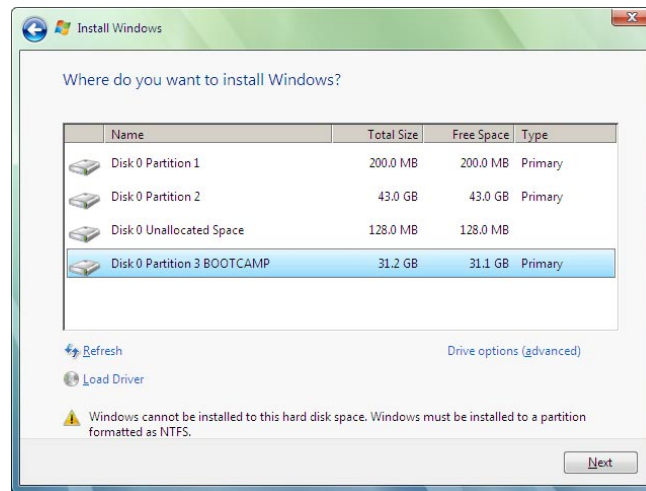 Install Windows
Where do you want to install Windows?
Name Total Size Free Space Type
Disk 0 Partition 1 200.0 MB 200.0 MB Primary
Disk 0 Partition 2 43.0 GB 43.0 GB Primary
Disk 0 Unallocated Space 128.0 MB 128.0 MB
Disk 0 Partition 3 BOOTCAMP 31.2 GB 31.1 GB Primary
Refresh Drive options (advanced)
Load Driver
Windows cannot be installed to this hard disk space. Windows must be installed to a partition
formatted as NTFS.
Next